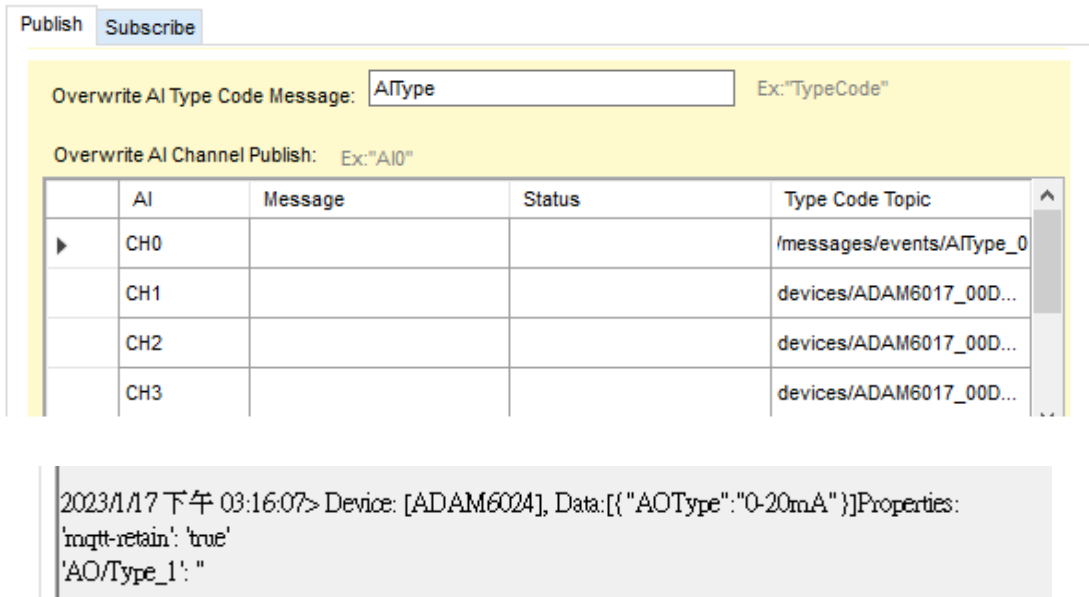 Publish Subscribe
Overwrite AI Type Code Message: AIType Ex:"TypeCode"
Overwrite AI Channel Publish: Ex:"AI0"
AI Message Status Type Code Topic
CH0 /messages/events/AIType_0
CH1 devices/ADAM6017_00D...
CH2 devices/ADAM6017_00D...
CH3 devices/ADAM6017_00D...
2023/1/17 下午 03:16:07> Device: [ADAM6024], Data:[{"AOType":"0-20mA"}]Properties:
'mqtt-retain': 'true'
'AO/Type_1': ''